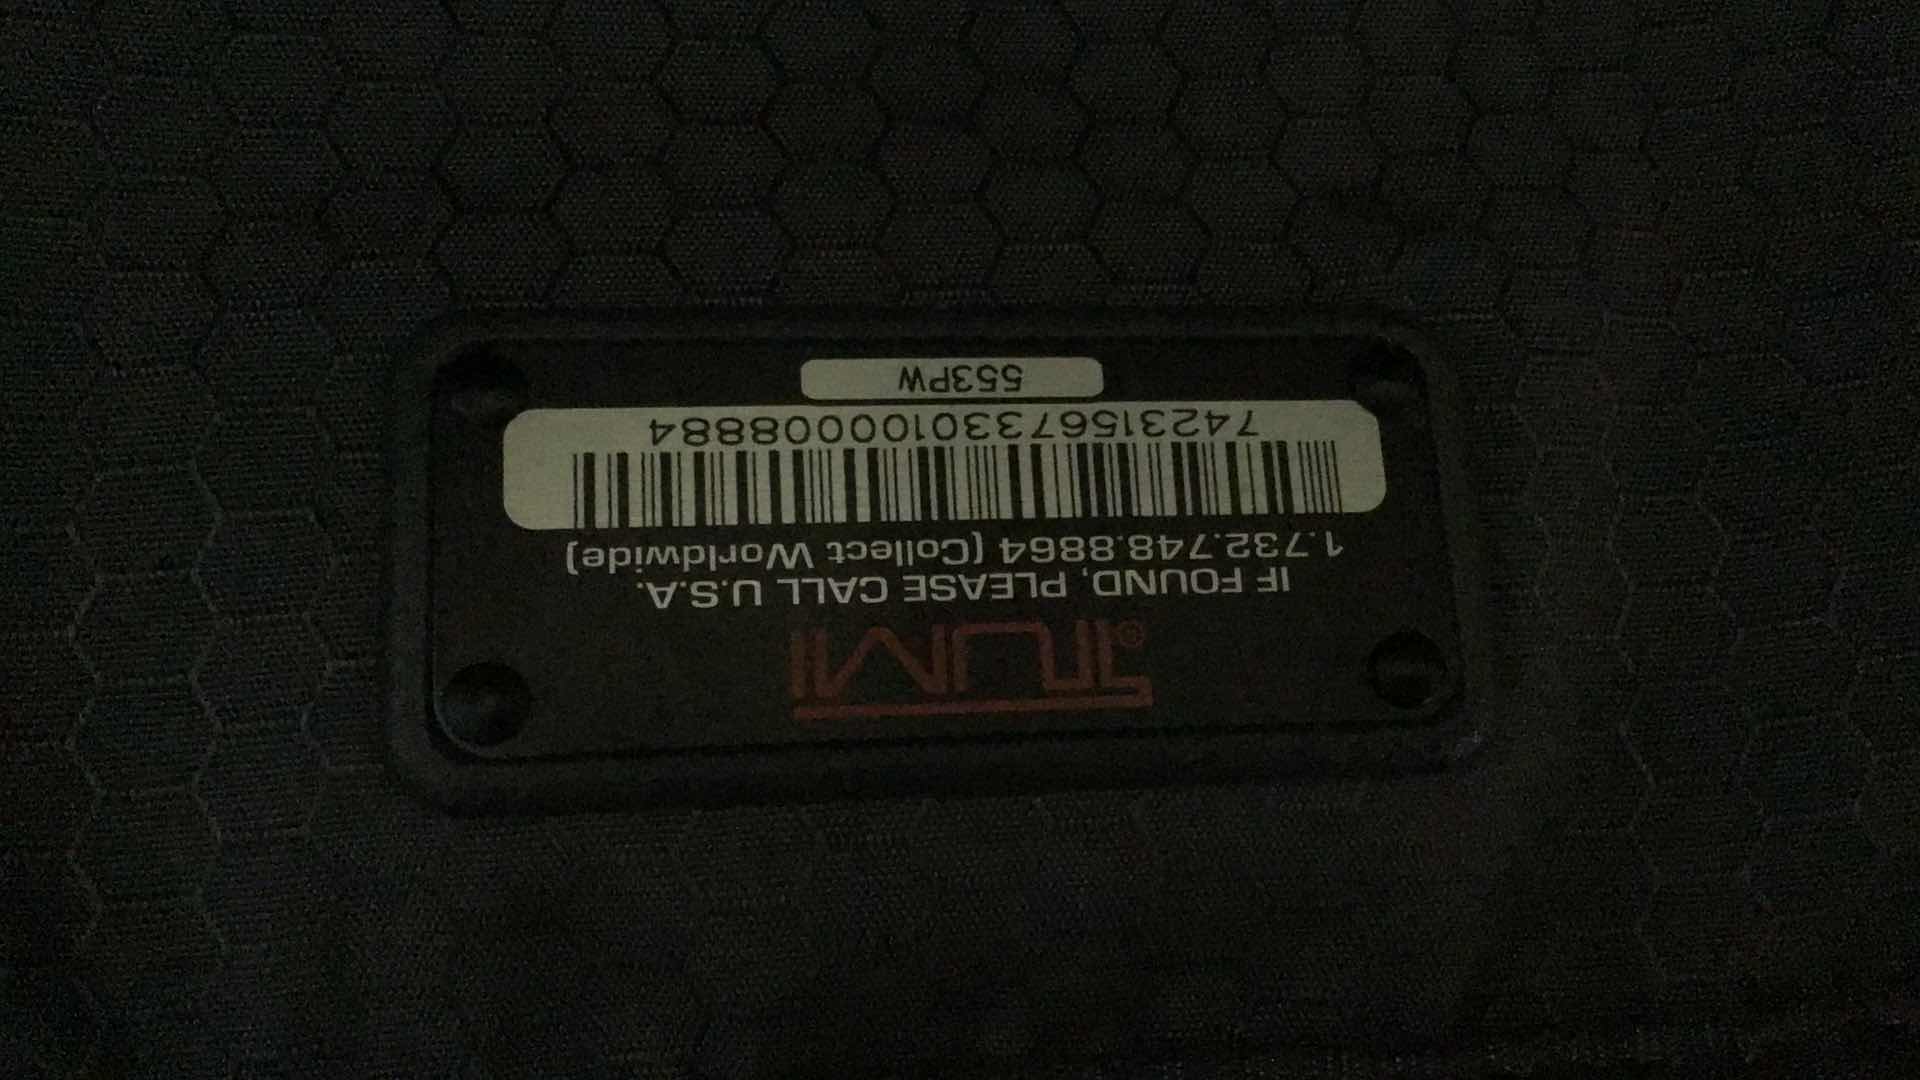 TUMI®
IF FOUND, PLEASE CALL U.S.A.
1.732.748.8864 (Collect Worldwide)
74231567330100008884
553PW